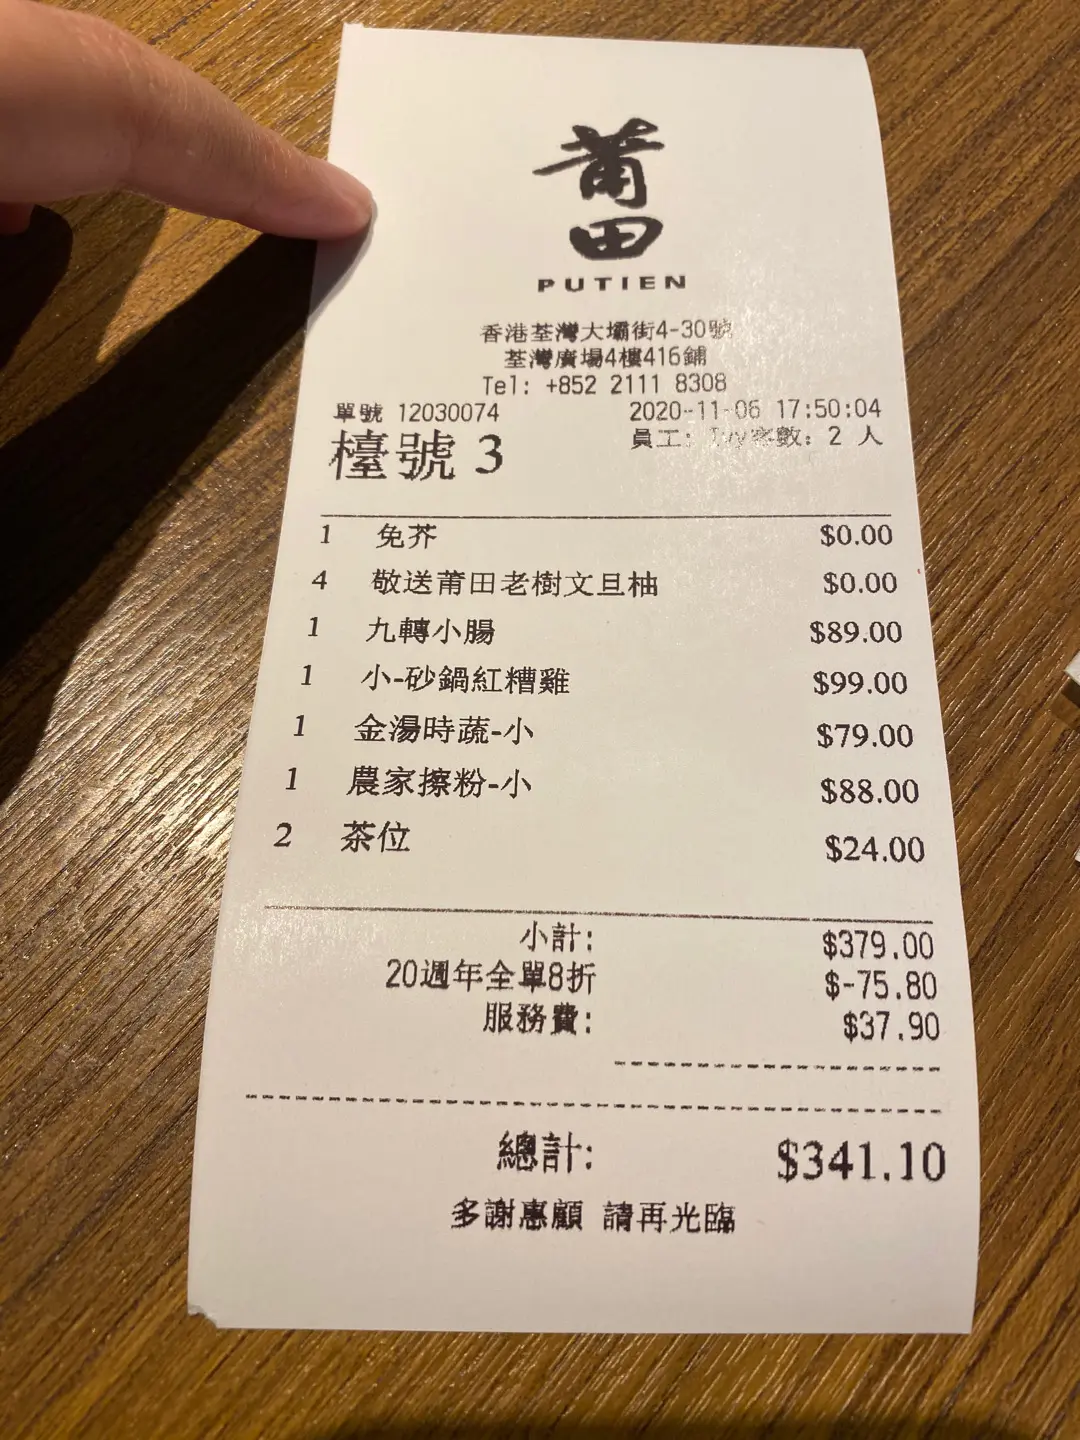 莆田
PUTIEN
香港荃灣大壩街4-30號
荃灣廣場4樓416鋪
Tel: +852 2111 8308
單號 12030074 2020-11-06 17:50:04
員工: Ivy客數: 2 人
檯號 3
1 免芥 $0.00
4 敬送莆田老樹文旦柚 $0.00
1 九轉小腸 $89.00
1 小-砂鍋紅糟雞 $99.00
1 金湯時蔬-小 $79.00
1 農家擦粉-小 $88.00
2 茶位 $24.00
小計: $379.00
20週年全單8折 $-75.80
服務費: $37.90
總計: $341.10
多謝惠顧 請再光臨